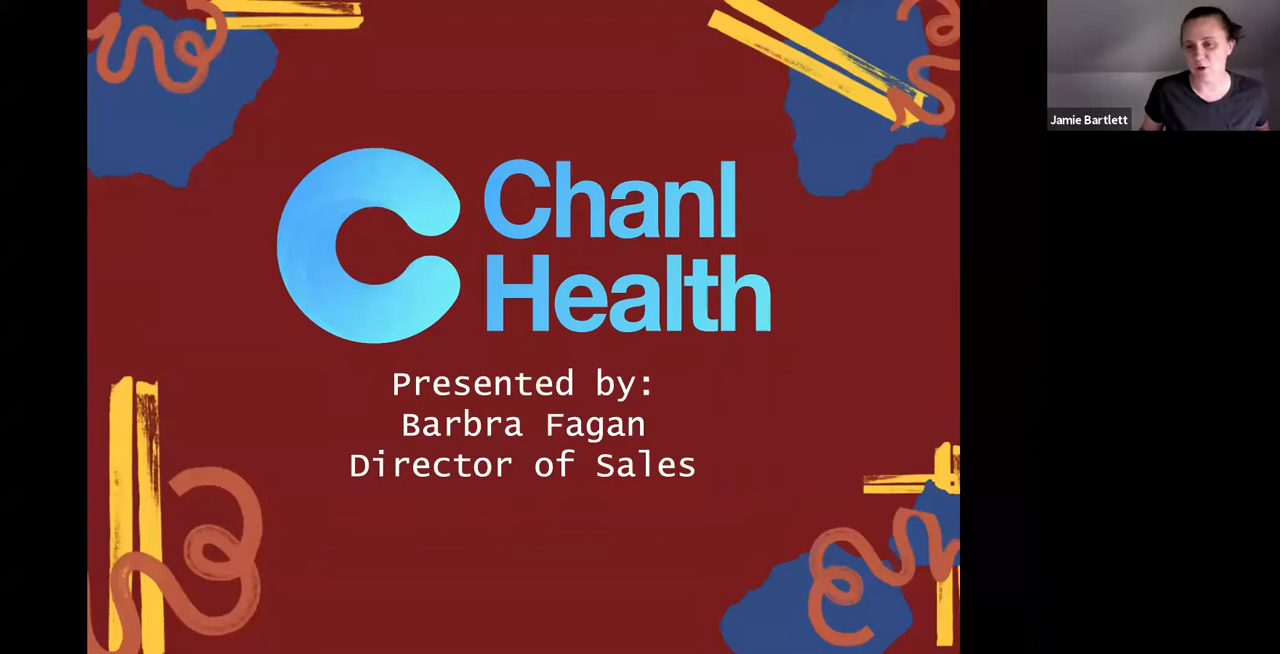 Chanl
Health
Presented by:
Barbra Fagan
Director of Sales
Jamie Bartlett